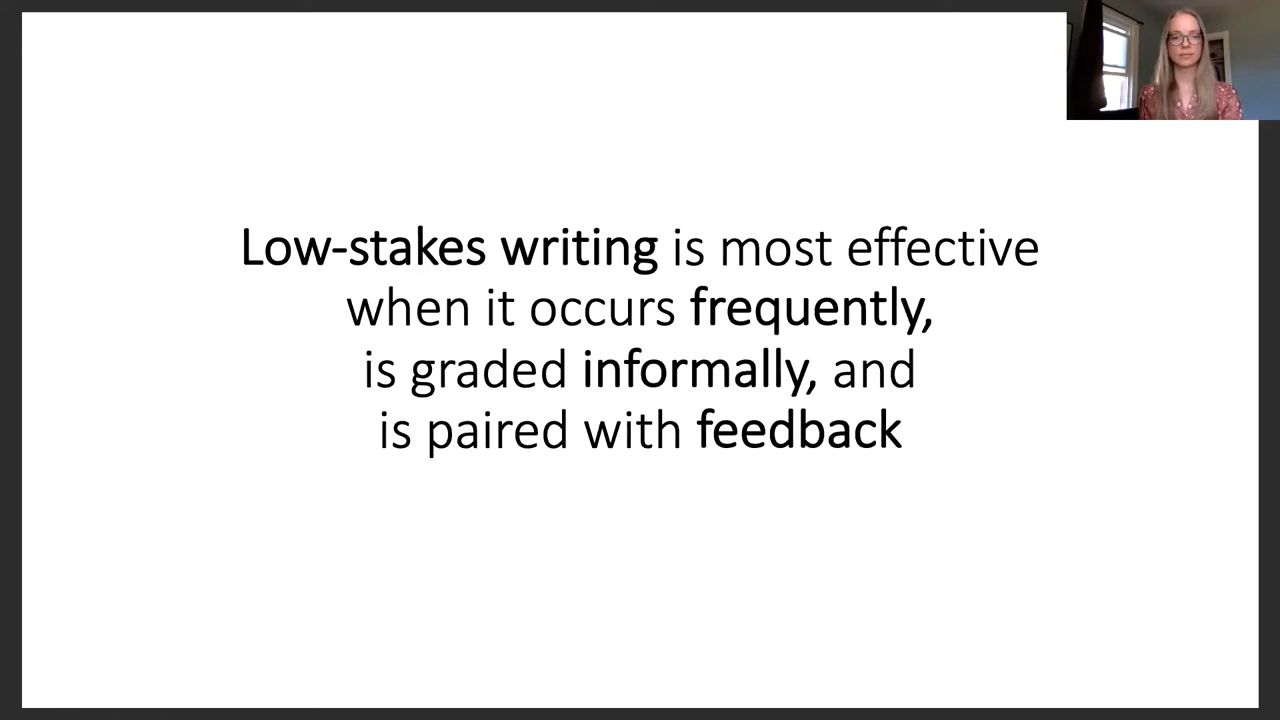 Low-stakes writing is most effective
when it occurs frequently,
is graded informally, and
is paired with feedback